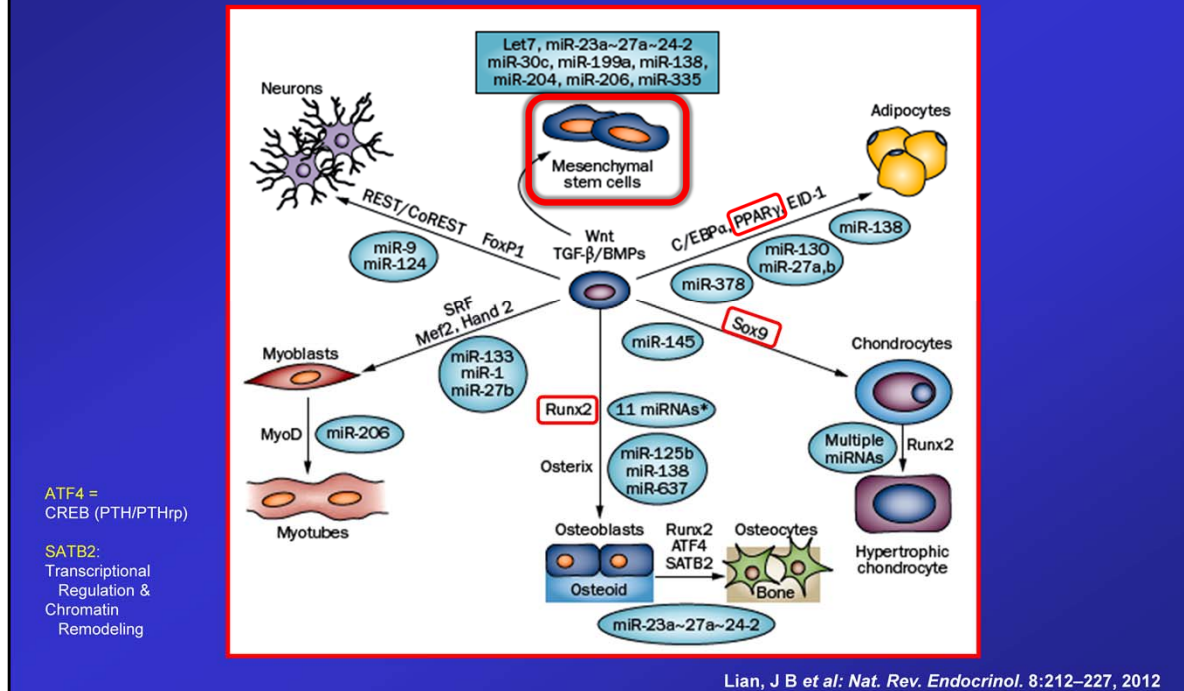 Let7, miR-23a~27a~24-2
miR-30c, miR-199a, miR-138,
miR-204, miR-206, miR-335
Neurons
Adipocytes
Mesenchymal
stem cells
REST/CoREST FoxP1
Wnt
TGF-β/BMPs
C/EBPα, PPARγ, EID-1
miR-138
miR-9
miR-124
miR-130
miR-27a,b
miR-378
SRF
Mef2, Hand 2
Sox9
miR-145
Myoblasts
Chondrocytes
miR-133
miR-1
miR-27b
Runx2
11 miRNAs*
MyoD
miR-206
Multiple
miRNAs
Runx2
Osterix
miR-125b
miR-138
miR-637
ATF4 =
CREB (PTH/PTHrp)
Myotubes
Osteoblasts
Runx2
ATF4
SATB2
Osteocytes
Hypertrophic
chondrocyte
SATB2:
Transcriptional
Regulation &
Chromatin
Remodeling
Osteoid
Bone
miR-23a~27a~24-2
Lian, J B et al: Nat. Rev. Endocrinol. 8:212–227, 2012